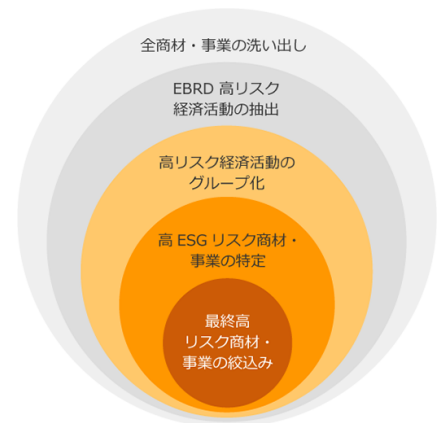 全商材・事業の洗い出し
EBRD 高リスク
経済活動の抽出
高リスク経済活動の
グループ化
高 ESG リスク商材・
事業の特定
最終高
リスク商材・
事業の絞込み